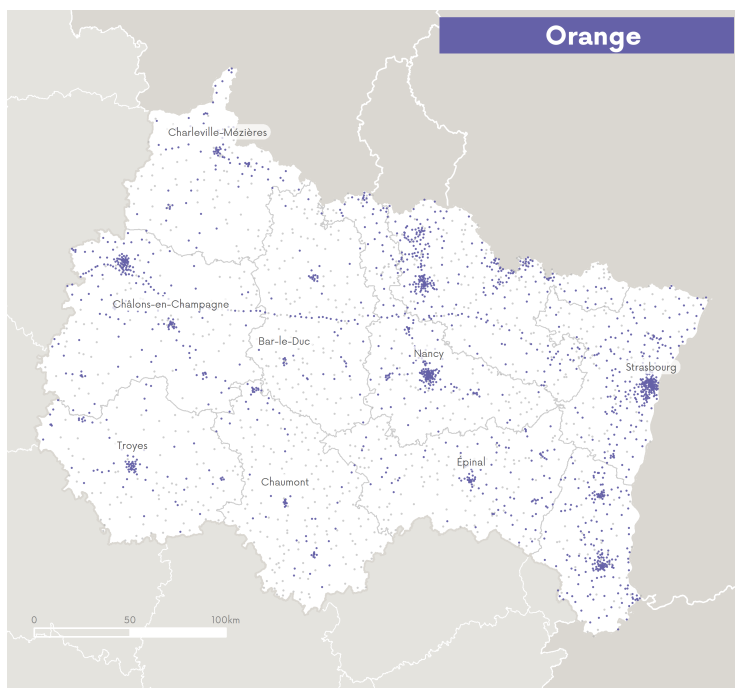 Orange
Charleville-Mézières
Châlons-en-Champagne
Bar-le-Duc
Nancy
Strasbourg
Troyes
Épinal
Chaumont
0 50 100km